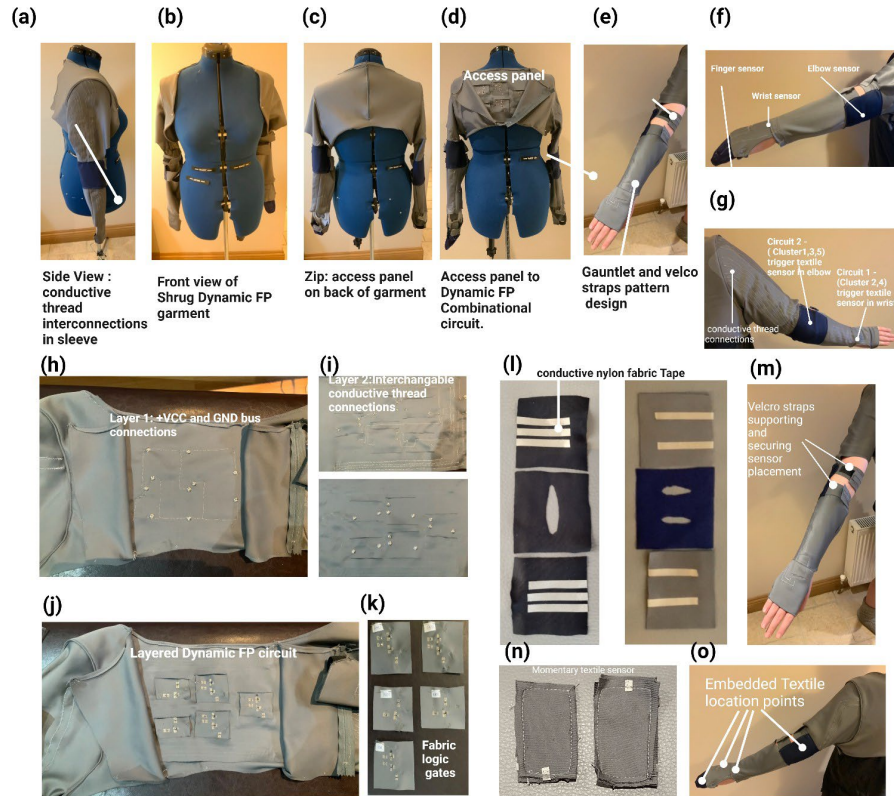 (a)
(b)
(c)
(d)
(e)
(f)
Access panel
Finger sensor
Elbow sensor
Wrist sensor
(g)
Circuit 2 -
( Cluster1,3,5)
trigger textile
sensor in elbow
Circuit 1 -
(Cluster 2,4)
trigger textile
sensor in wrist
conductive thread
connections
Side View :
conductive
thread
interconnections
in sleeve
Front view of
Shrug Dynamic FP
garment
Zip: access panel
on back of garment
Access panel to
Dynamic FP
Combinational
circuit.
Gauntlet and velco
straps pattern
design
(h)
Layer 1: +VCC and GND bus
connections
(i)
Layer 2:Interchangable
conductive thread
connections
(l)
conductive nylon fabric Tape
(m)
Velcro straps
supporting
and
securing
sensor
placement
(j)
Layered Dynamic FP circuit
(k)
Fabric
logic
gates
(n)
Momentary textile sensor
(o)
Embedded Textile
location points